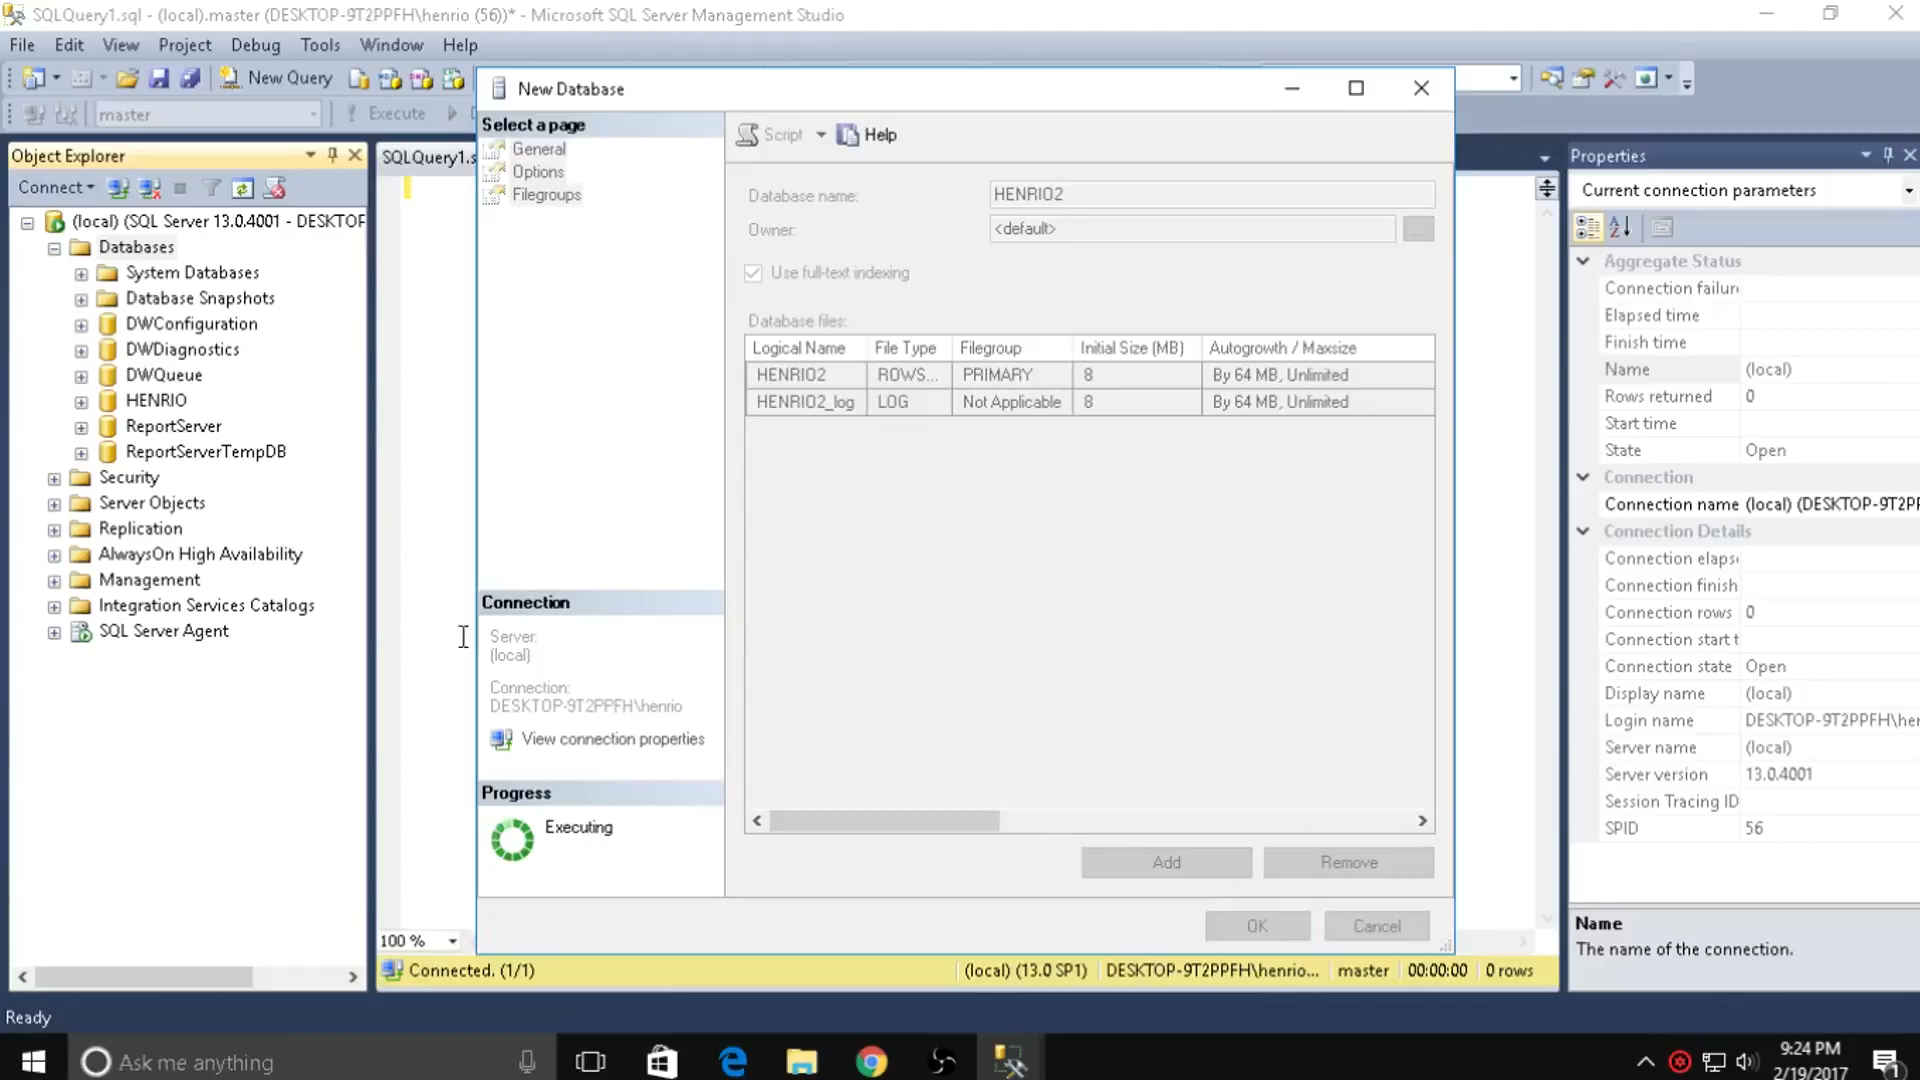 SQLQuery1.sql - (local).master (DESKTOP-9T2PPFH\henrio (56))* - Microsoft SQL Server Management Studio
File Edit View Project Debug Tools Window Help
New Query
master Execute
Object Explorer
Connect
(local) (SQL Server 13.0.4001 - DESKTOP
Databases
System Databases
Database Snapshots
DWConfiguration
DWDiagnostics
DWQueue
HENRIO
ReportServer
ReportServerTempDB
Security
Server Objects
Replication
AlwaysOn High Availability
Management
Integration Services Catalogs
SQL Server Agent
SQLQuery1.s
New Database
Select a page
General
Options
Filegroups
Connection
Server:
(local)
Connection:
DESKTOP-9T2PPFH\henrio
View connection properties
Progress
Executing
Script Help
Database name: HENRIO2
Owner: <default> ...
Use full-text indexing
Database files:
Logical Name File Type Filegroup Initial Size (MB) Autogrowth / Maxsize
HENRIO2 ROWS... PRIMARY 8 By 64 MB, Unlimited
HENRIO2_log LOG Not Applicable 8 By 64 MB, Unlimited
Add Remove
OK Cancel
100 %
Connected. (1/1) (local) (13.0 SP1) DESKTOP-9T2PPFH\henrio... master 00:00:00 0 rows
Properties
Current connection parameters
Aggregate Status
Connection failur
Elapsed time
Finish time
Name (local)
Rows returned 0
Start time
State Open
Connection
Connection name (local) (DESKTOP-9T2PF
Connection Details
Connection elaps
Connection finish
Connection rows 0
Connection start t
Connection state Open
Display name (local)
Login name DESKTOP-9T2PPFH\her
Server name (local)
Server version 13.0.4001
Session Tracing ID
SPID 56
Name
The name of the connection.
Ready
Ask me anything
9:24 PM
2/19/2017
1